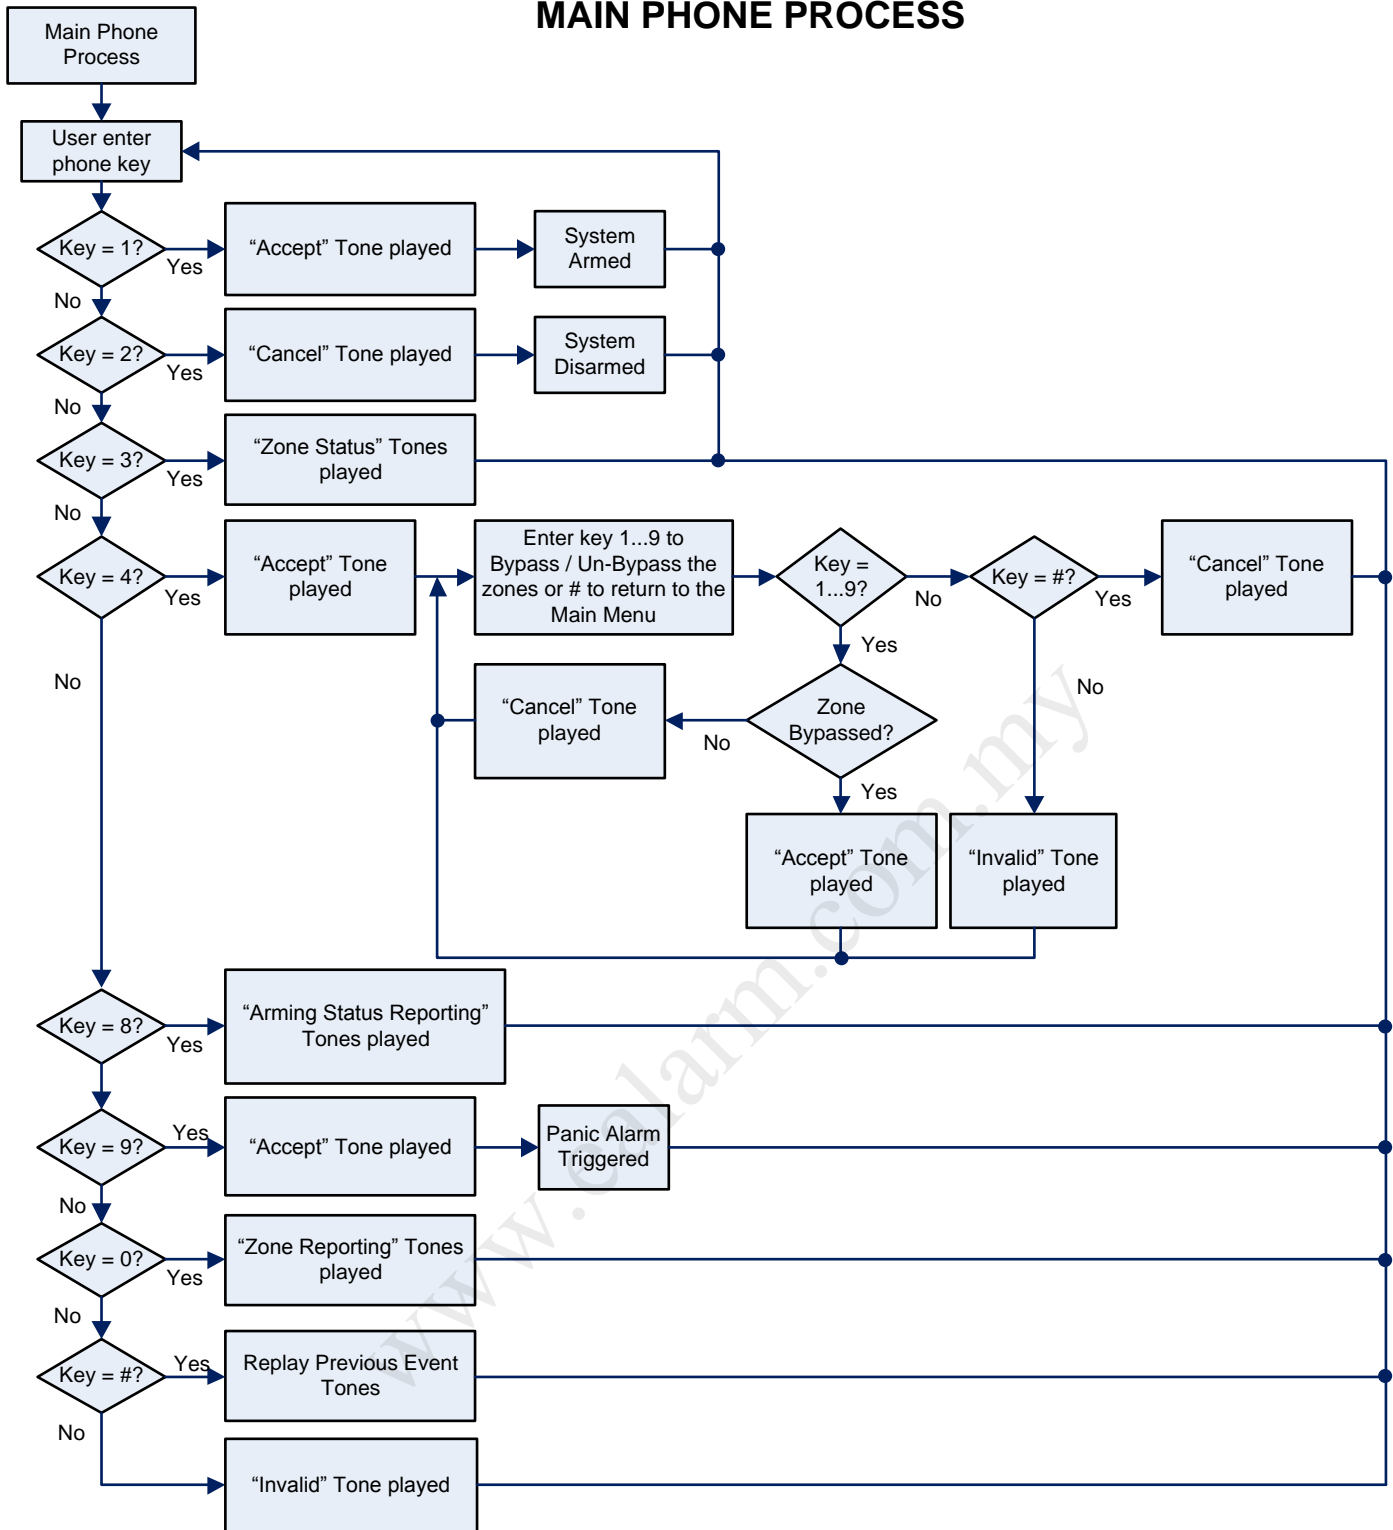 MAIN PHONE PROCESS
Main Phone
Process
User enter
phone key
Key = 1?
Yes
"Accept" Tone played
System
Armed
No
Key = 2?
Yes
"Cancel" Tone played
System
Disarmed
No
Key = 3?
Yes
"Zone Status" Tones
played
No
Key = 4?
Yes
"Accept" Tone
played
Enter key 1...9 to
Bypass / Un-Bypass the
zones or # to return to the
Main Menu
Key =
1...9?
No
Key = #?
Yes
"Cancel" Tone
played
Yes
No
No
Zone
Bypassed?
No
"Cancel" Tone
played
Yes
"Accept" Tone
played
"Invalid" Tone
played
Key = 8?
Yes
"Arming Status Reporting"
Tones played
Key = 9?
Yes
"Accept" Tone played
Panic Alarm
Triggered
No
Key = 0?
Yes
"Zone Reporting" Tones
played
No
Key = #?
Yes
Replay Previous Event
Tones
No
"Invalid" Tone played
www.ealarm.com.my